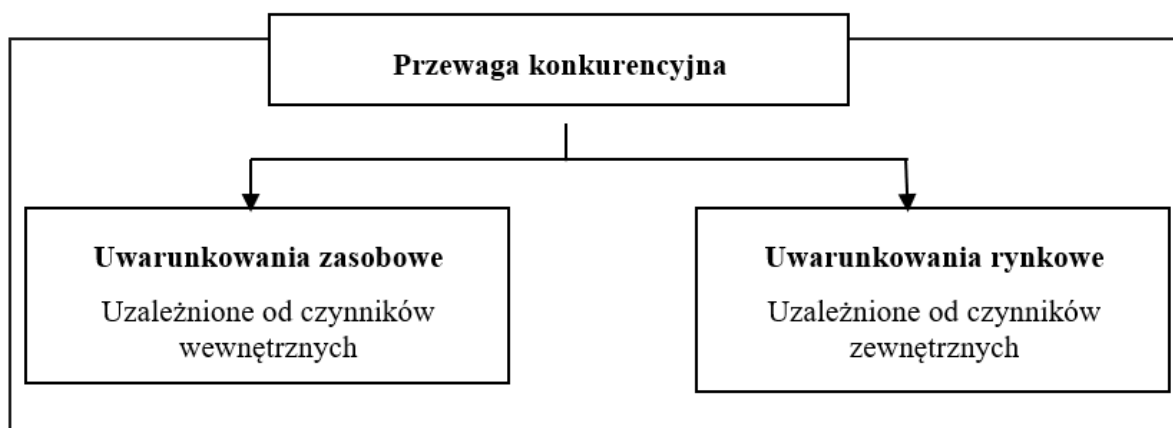 Przewaga konkurencyjna
Uwarunkowania zasobowe
Uzależnione od czynników
wewnętrznych
Uwarunkowania rynkowe
Uzależnione od czynników
zewnętrznych